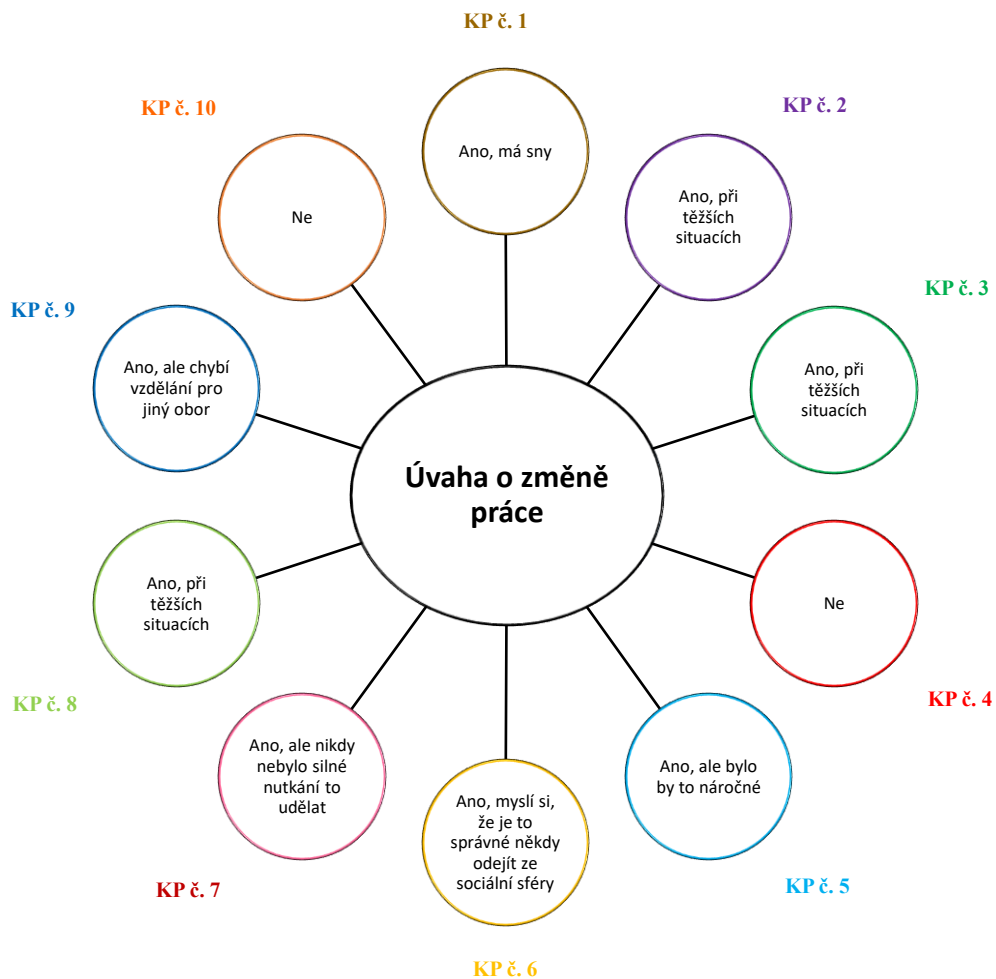 KP č. 1
Ano, má sny
KP č. 2
Ano, při
těžších
situacích
KP č. 3
Ano, při
těžších
situacích
KP č. 4
Ne
KP č. 5
Ano, ale bylo
by to náročné
KP č. 6
Ano, myslí si,
že je to
správné někdy
odejít ze
sociální sféry
KP č. 7
Ano, ale nikdy
nebylo silné
nutkání to
udělat
KP č. 8
Ano, při
těžších
situacích
KP č. 9
Ano, ale chybí
vzdělání pro
jiný obor
KP č. 10
Ne
Úvaha o změně
práce